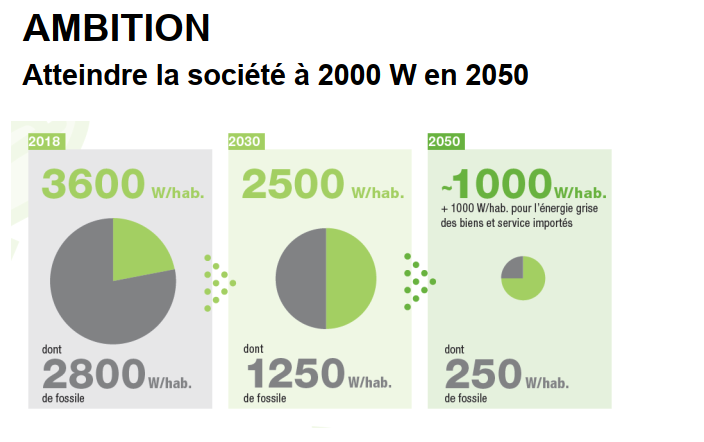 AMBITION
Atteindre la société à 2000 W en 2050
2018
3600 W/hab.
dont
2800 W/hab.
de fossile
2030
2500 W/hab.
dont
1250 W/hab.
de fossile
2050
~1000 W/hab.
+ 1000 W/hab. pour l'énergie grise
des biens et service importés
dont
250 W/hab.
de fossile